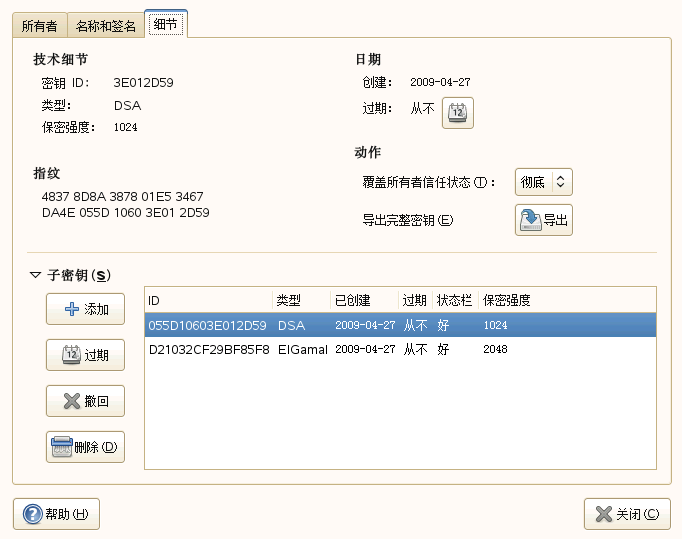 所有者 名称和签名 细节
技术细节
密钥 ID： 3E012D59
类型： DSA
保密强度： 1024
日期
创建： 2009-04-27
过期： 从不
指纹
4837 8D8A 3878 01E5 3467
DA4E 055D 1060 3E01 2D59
动作
覆盖所有者信任状态(T)： 彻底
导出完整密钥(E) 导出
子密钥(S)
添加
过期
撤回
删除(D)
ID 类型 已创建 过期 状态栏 保密强度
055D10603E012D59 DSA 2009-04-27 从不 好 1024
D21032CF29BF85F8 ElGamal 2009-04-27 从不 好 2048
帮助(H) 关闭(C)